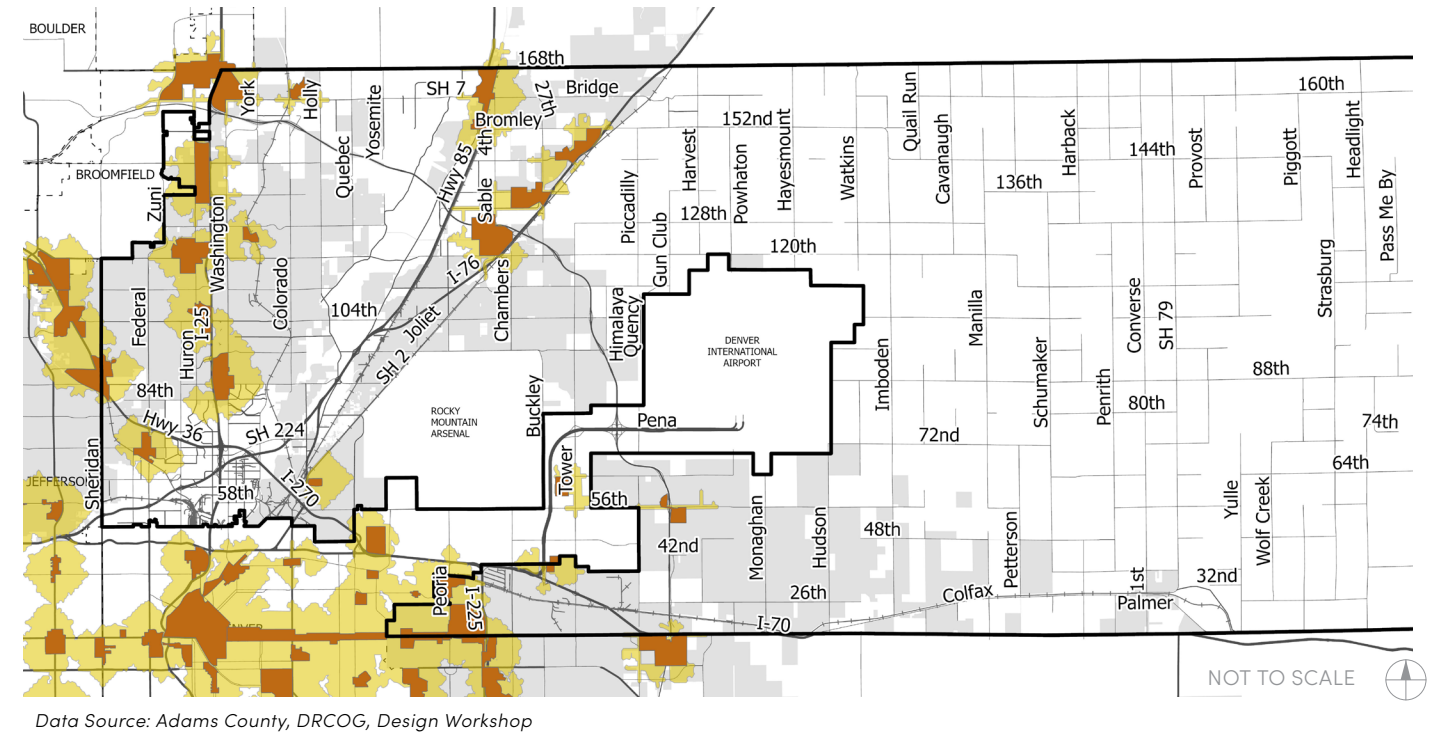 BOULDER
168th
160th
SH 7
27th
Bridge
York
Holly
Yosemite
Quebec
Bromley
4th
Hwy 85
Sable
152nd
Harvest
Powhaton
Hayesmount
Watkins
Quail Run
Cavanaugh
Harback
144th
Provost
Piggott
Headlight
Pass Me By
136th
BROOMFIELD
Zuni
Washington
Piccadilly
128th
Gun Club
120th
Strasburg
Federal
Colorado
I-76
Chambers
Huron
I-25
104th
Joliet
SH 2
Himalaya
Quency
DENVER
INTERNATIONAL
AIRPORT
Imboden
Manilla
Schumaker
Converse
SH 79
Penrith
88th
80th
74th
84th
Hwy 36
SH 224
ROCKY
MOUNTAIN
ARSENAL
Buckley
Pena
72nd
64th
Sheridan
58th
I-270
Tower
56th
Yulle
Wolf Creek
42nd
Monaghan
Hudson
48th
Petterson
Peoria
I-225
26th
Colfax
1st
Palmer
32nd
I-70
NOT TO SCALE
Data Source: Adams County, DRCOG, Design Workshop